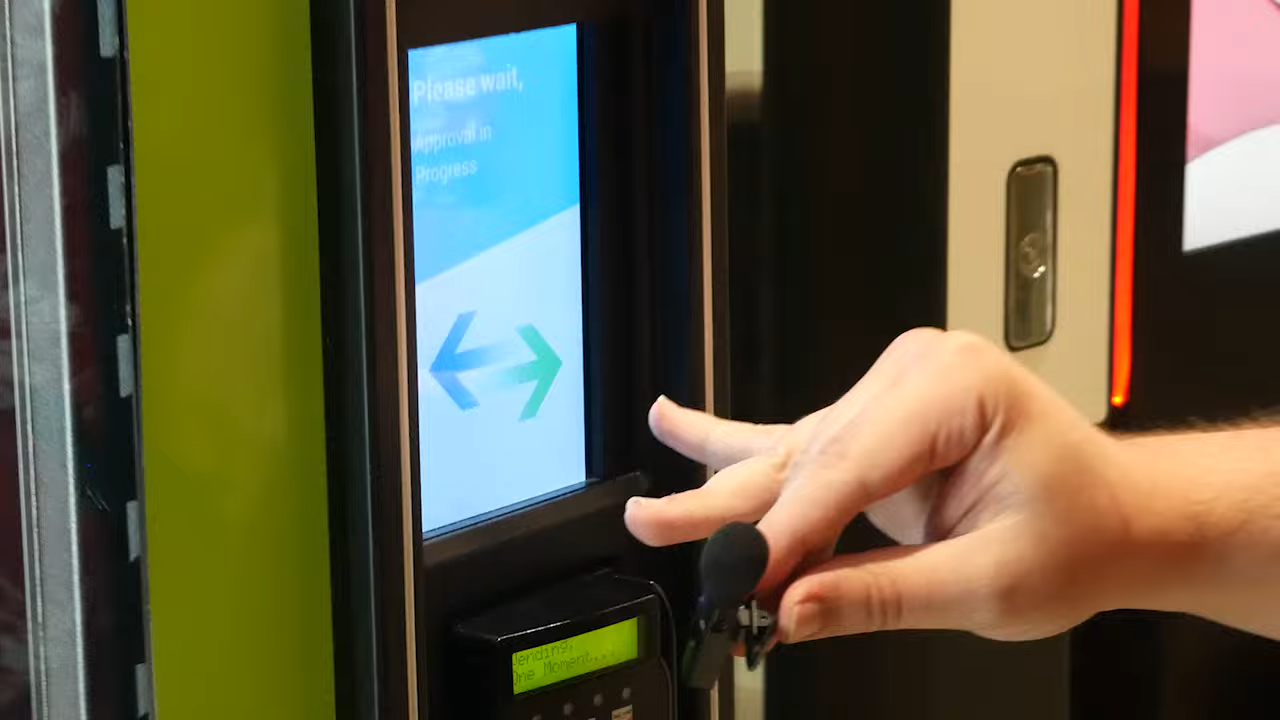 Please wait,
Approval in
Progress
Vending,
One Moment...